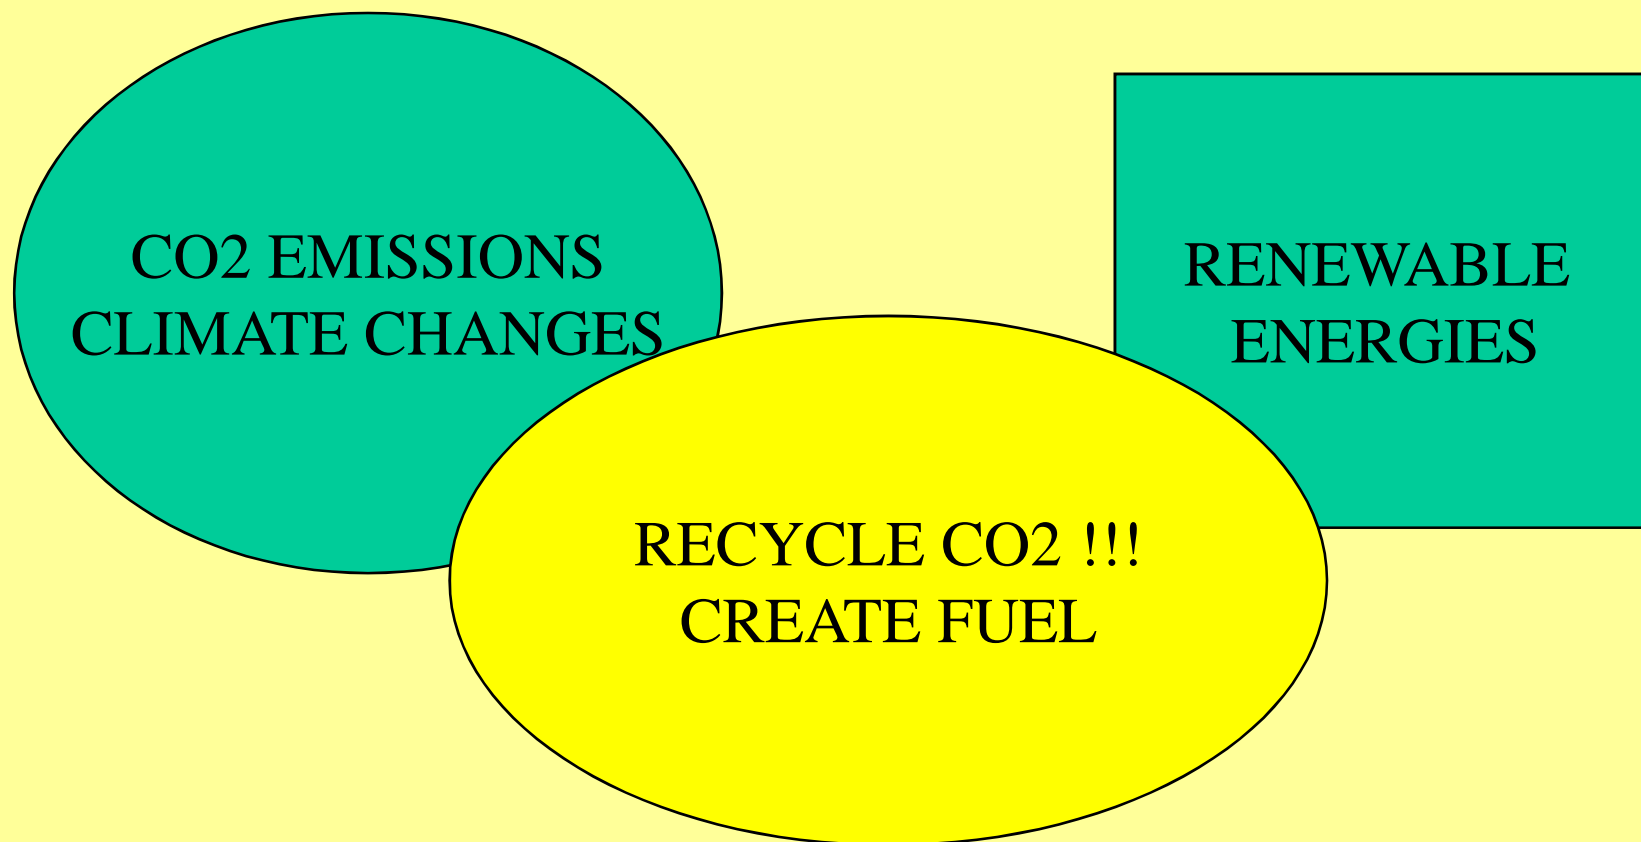 CO2 EMISSIONS
CLIMATE CHANGES
RENEWABLE
ENERGIES
RECYCLE CO2 !!!
CREATE FUEL